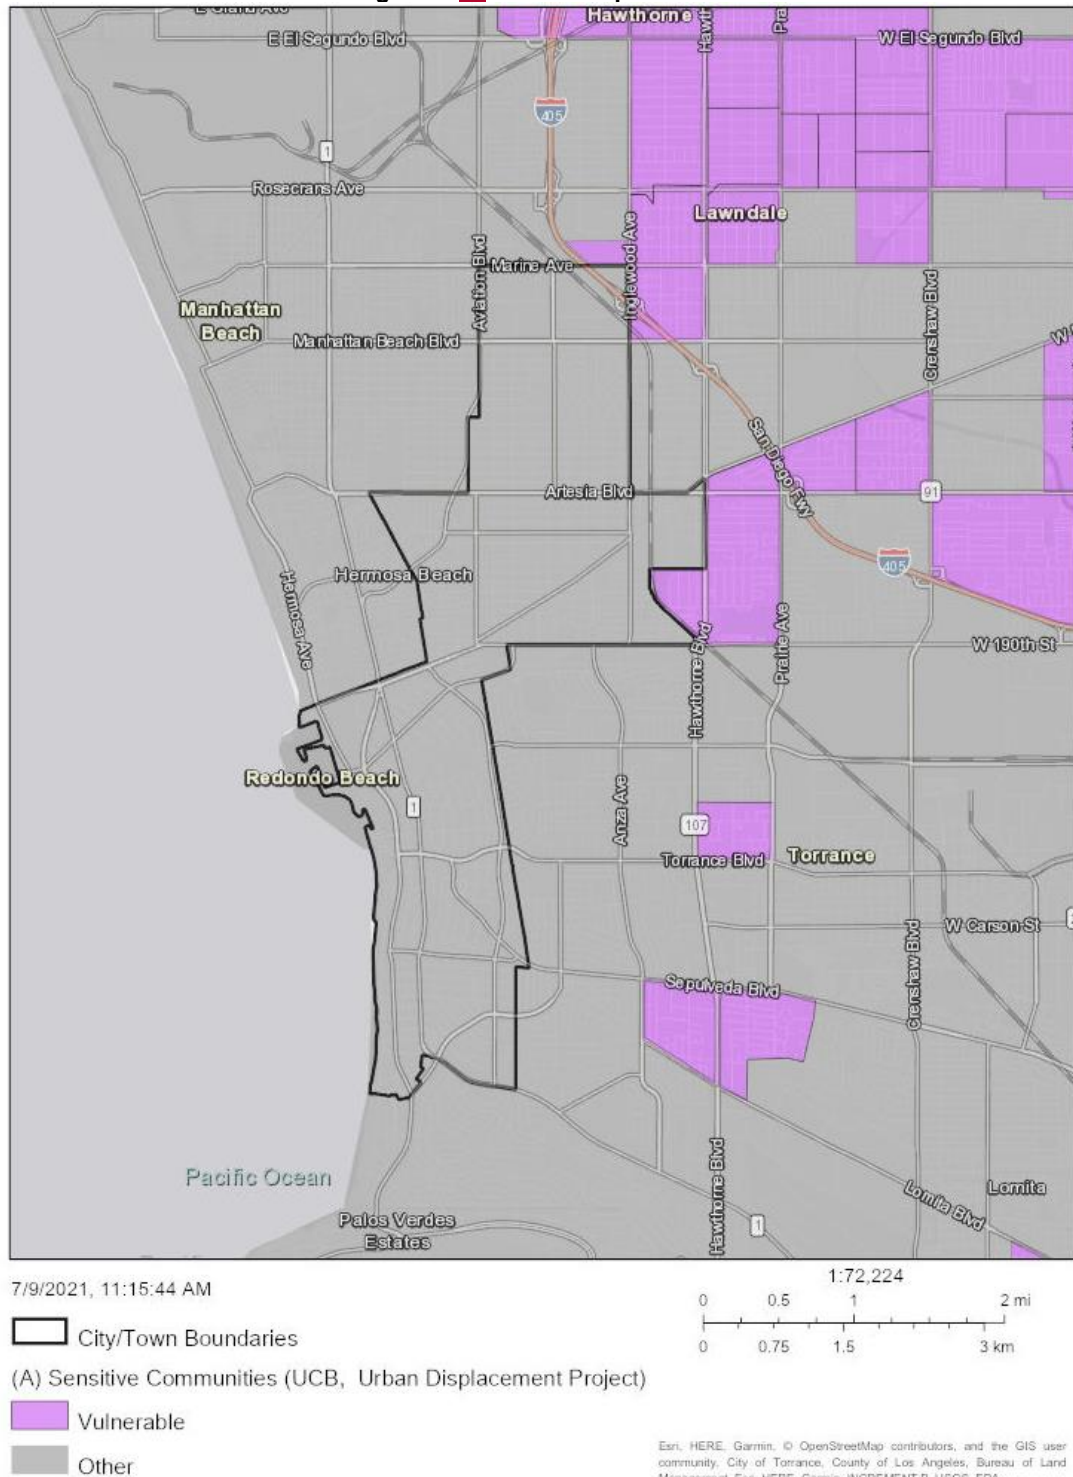 Hawthorne
E El Segundo Blvd
W El Segundo Blvd
405
1
Rosecrans Ave
Lawndale
Aviation Blvd
Marine Ave
Inglewood Ave
Crenshaw Blvd
Manhattan
Beach
Manhattan Beach Blvd
San Diego Fwy
Artesia Blvd
91
Hermosa Beach
Hermosa Ave
405
Hawthorne Blvd
Prairie Ave
W 190th St
Redondo Beach
1
Anza Ave
107
Torrance Blvd
Torrance
W Carson St
Crenshaw Blvd
Sepulveda Blvd
Hawthorne Blvd
Pacific Ocean
Lomita Blvd
Lomita
Palos Verdes
Estates
1
7/9/2021, 11:15:44 AM
1:72,224
0 0.5 1 2 mi
0 0.75 1.5 3 km
City/Town Boundaries
(A) Sensitive Communities (UCB, Urban Displacement Project)
Vulnerable
Other
Esri, HERE, Garmin, © OpenStreetMap contributors, and the GIS user
community, City of Torrance, County of Los Angeles, Bureau of Land